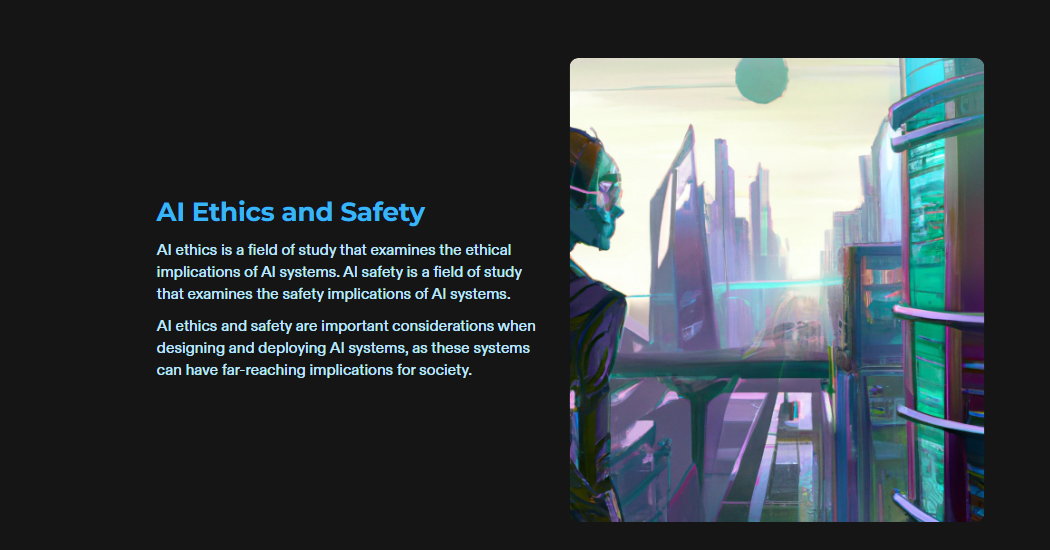 AI Ethics and Safety
AI ethics is a field of study that examines the ethical
implications of AI systems. AI safety is a field of study
that examines the safety implications of AI systems.
AI ethics and safety are important considerations when
designing and deploying AI systems, as these systems
can have far-reaching implications for society.